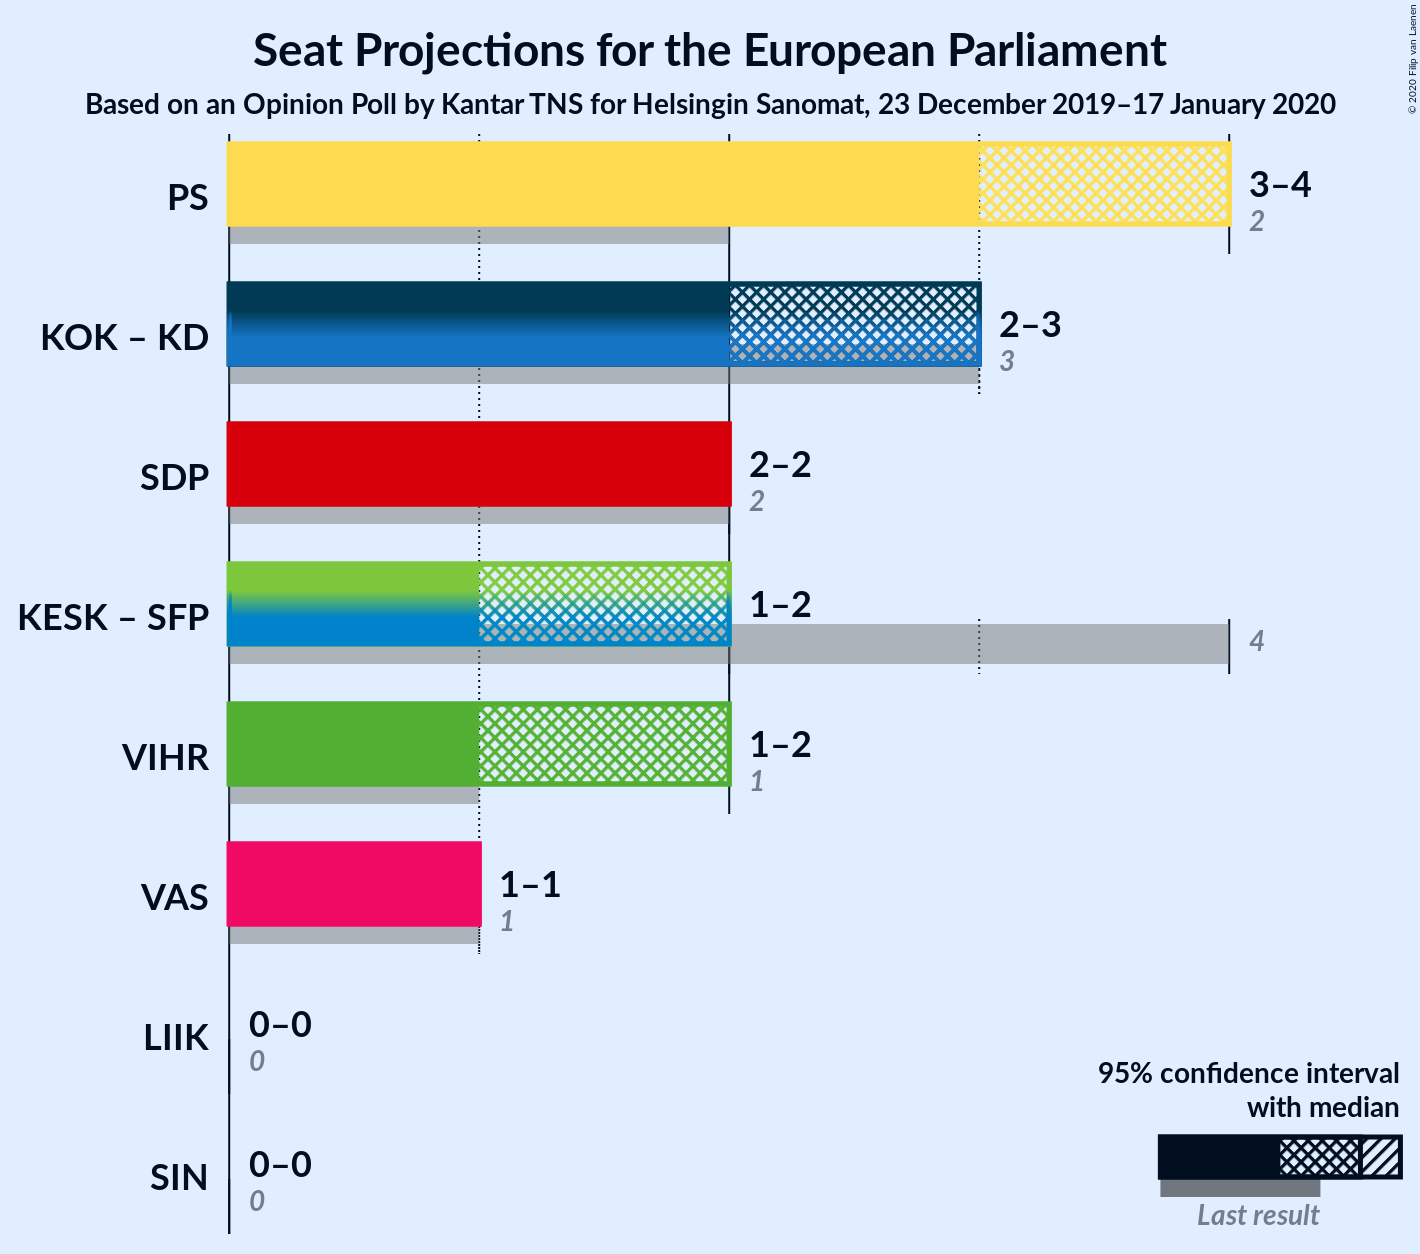 Seat Projections for the European Parliament
Based on an Opinion Poll by Kantar TNS for Helsingin Sanomat, 23 December 2019–17 January 2020
© 2020 Filip van Laenen
PS
3–4
2
KOK – KD
2–3
3
SDP
2–2
2
KESK – SFP
1–2
4
VIHR
1–2
1
VAS
1–1
1
LIIK
0–0
0
SIN
0–0
0
95% confidence interval
with median
Last result